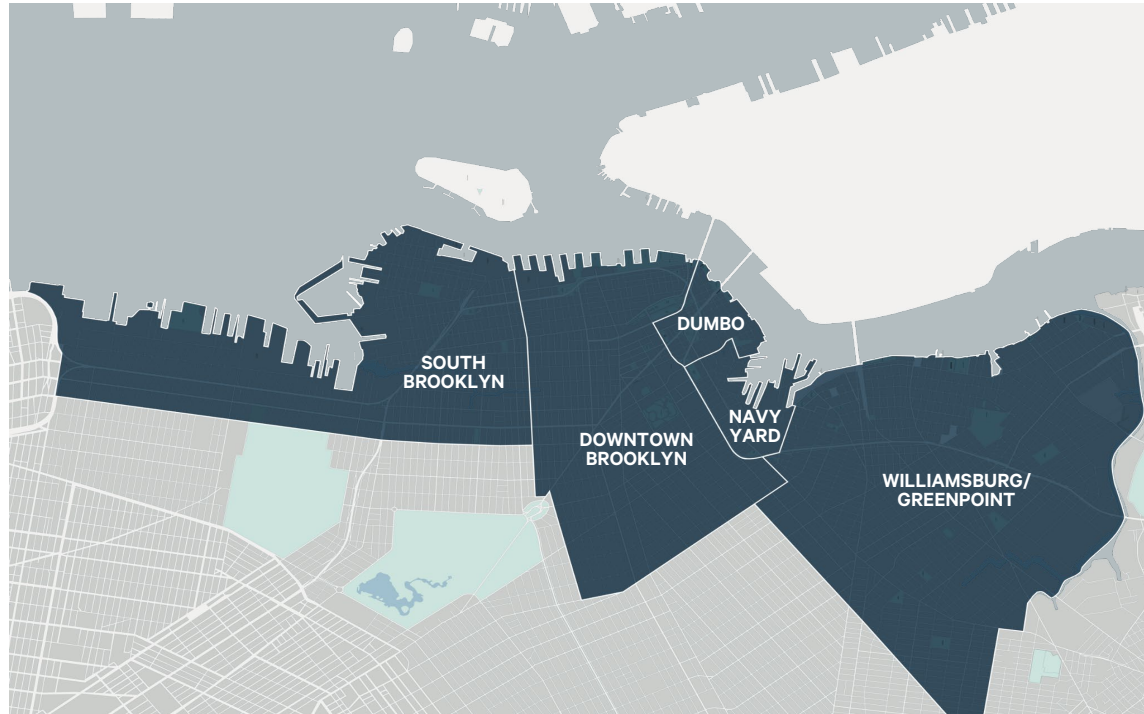 DUMBO
SOUTH
BROOKLYN
NAVY
YARD
DOWNTOWN
BROOKLYN
WILLIAMSBURG/
GREENPOINT